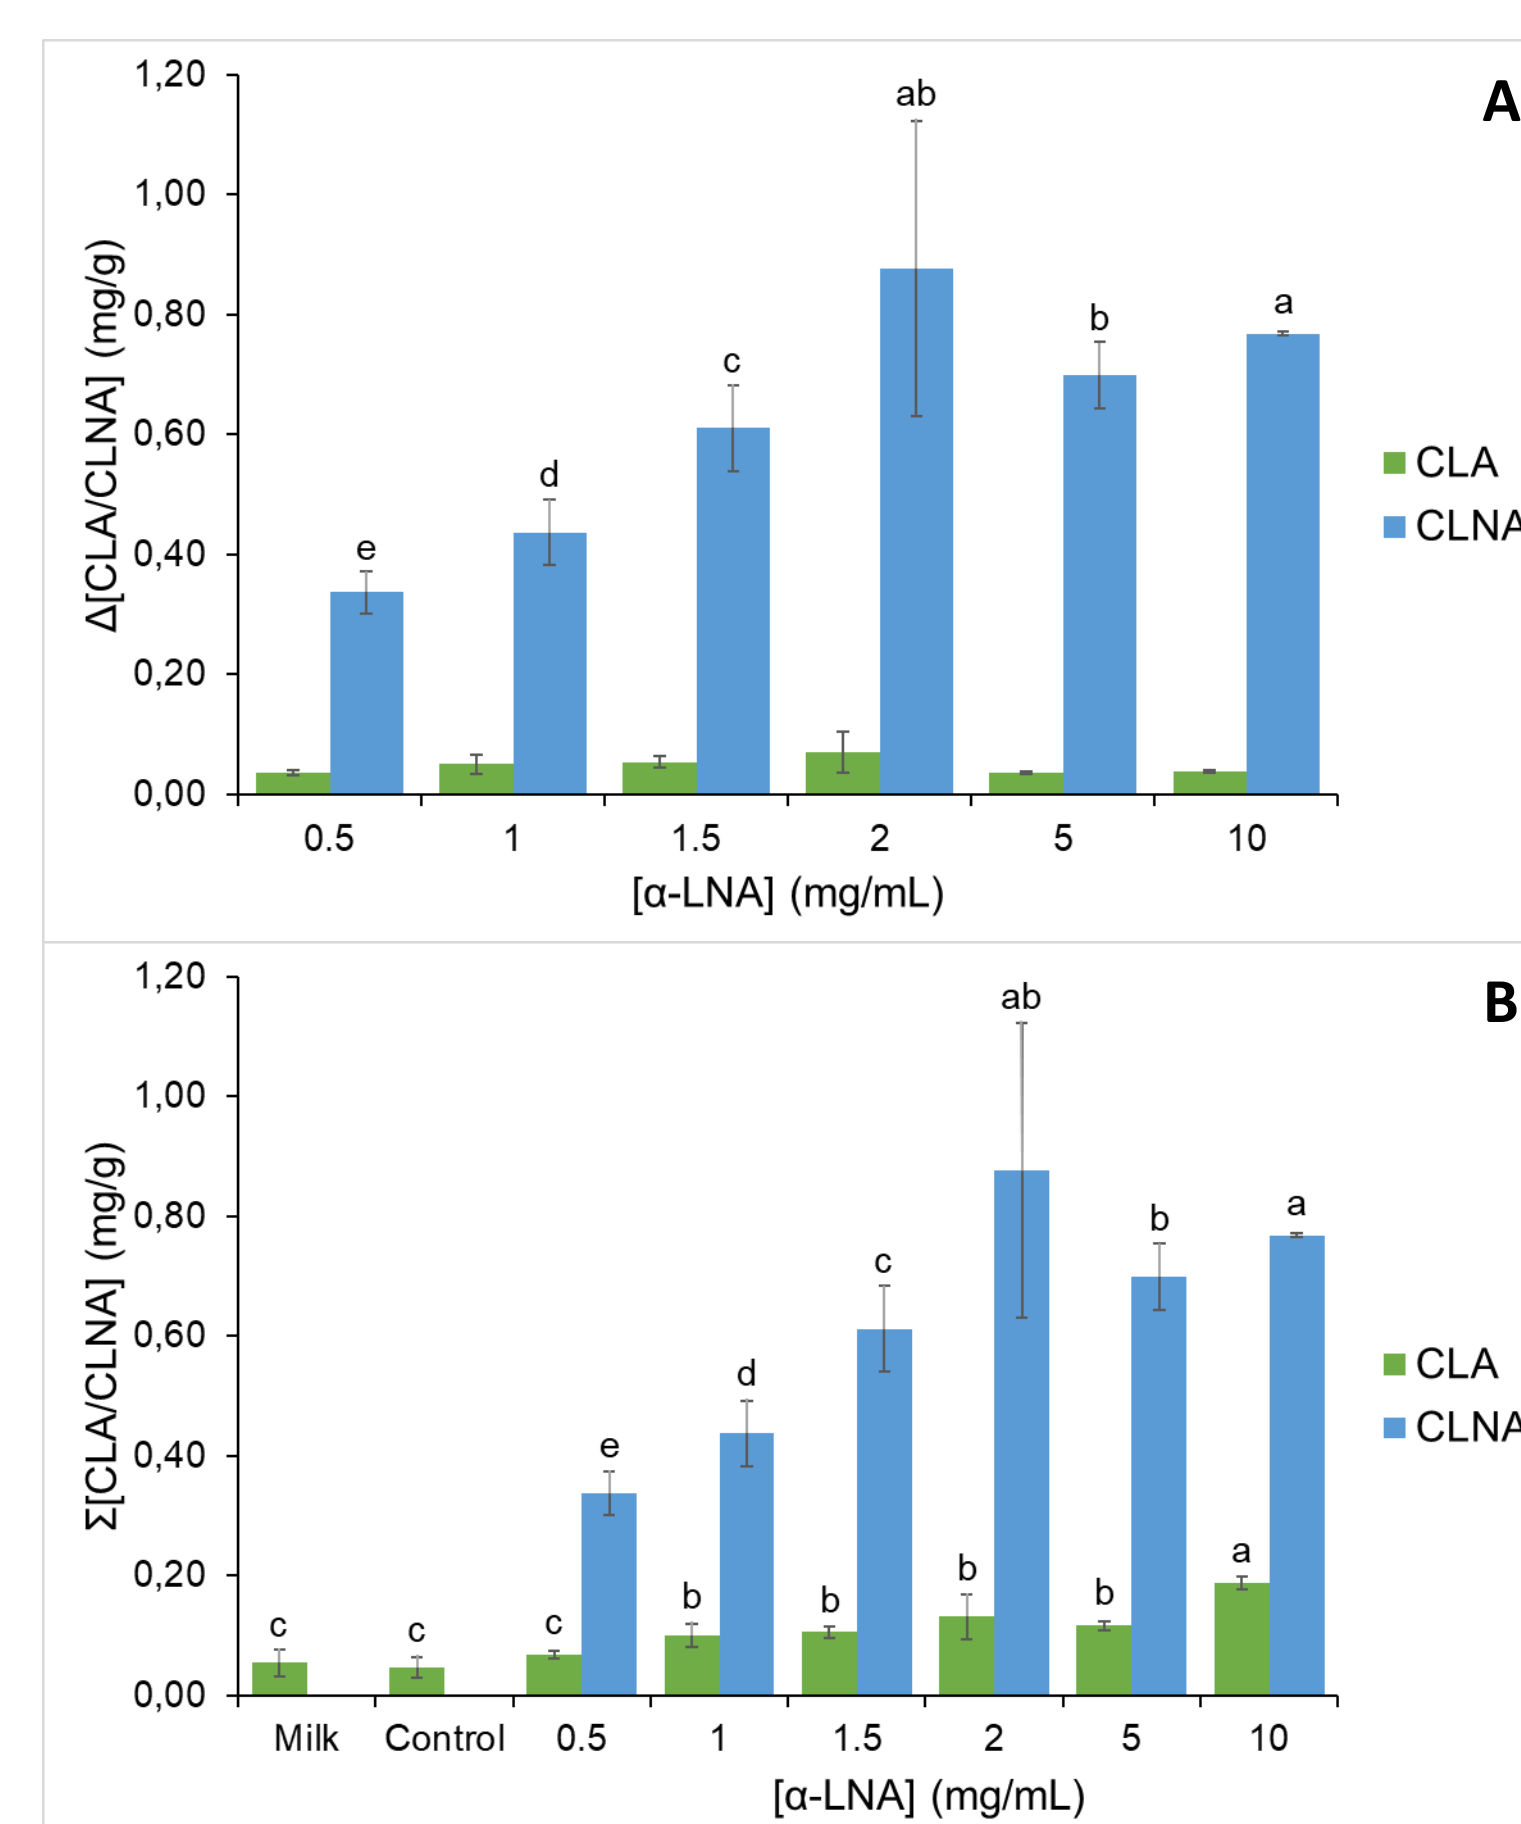 A
1,20
1,00
0,80
0,60
0,40
0,20
0,00
Δ[CLA/CLNA] (mg/g)
e
d
c
ab
b
a
0.5 1 1.5 2 5 10
[α-LNA] (mg/mL)
CLA
CLNA
B
1,20
1,00
0,80
0,60
0,40
0,20
0,00
Σ[CLA/CLNA] (mg/g)
c
c
c
e
b
d
b
c
b
ab
b
b
a
a
Milk Control 0.5 1 1.5 2 5 10
[α-LNA] (mg/mL)
CLA
CLNA